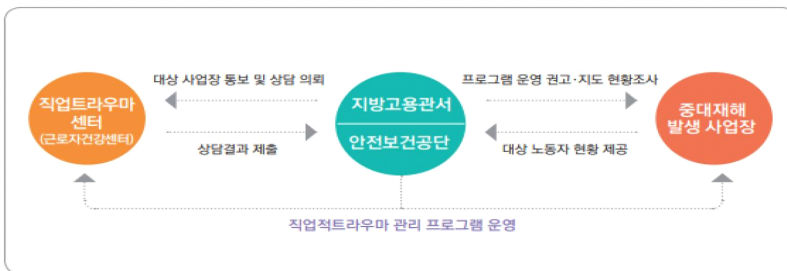 대상 사업장 통보 및 상담 의뢰
프로그램 운영 권고·지도 현황조사
직업트라우마
센터
(근로자건강센터)
지방고용관서
안전보건공단
중대재해
발생 사업장
상담결과 제출
대상 노동자 현황 제공
직업적트라우마 관리 프로그램 운영